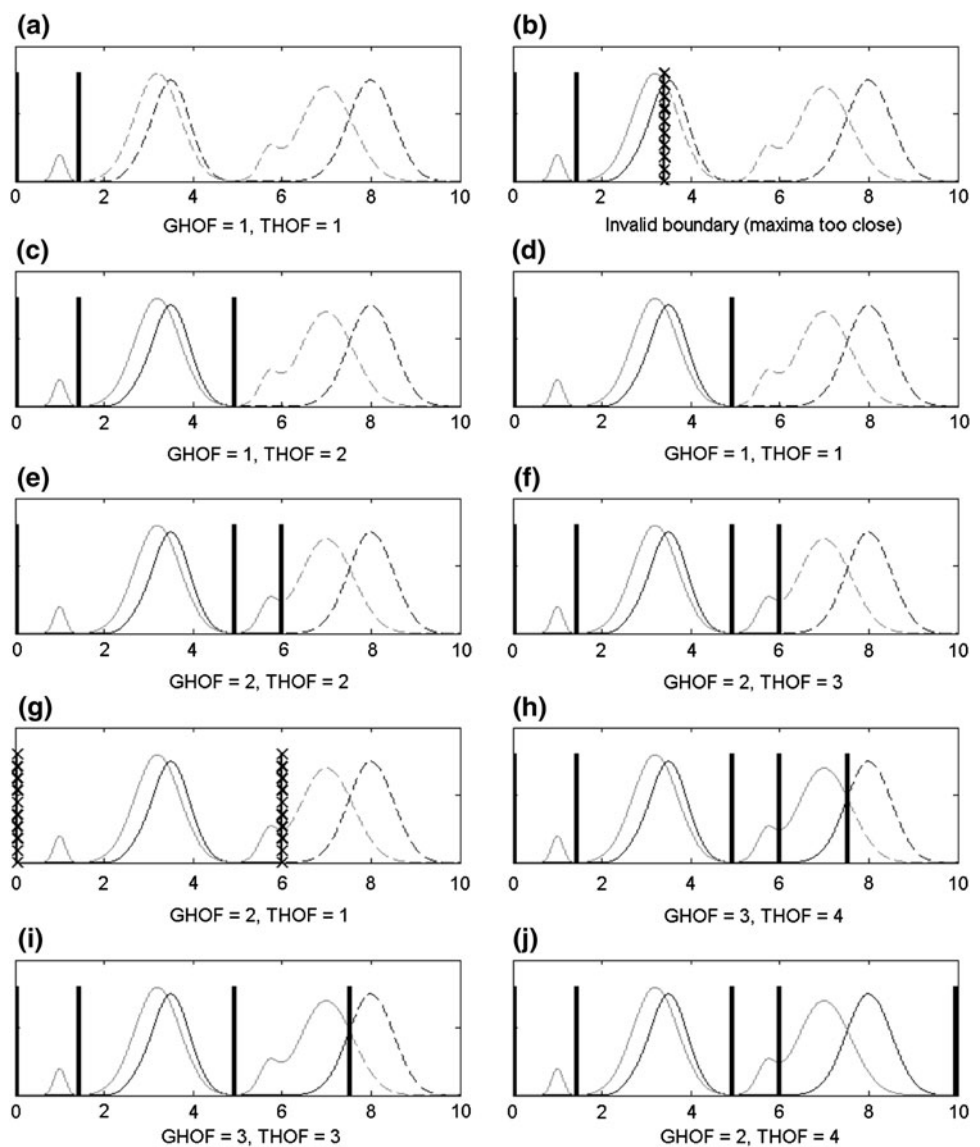 (a) (b)
0 2 4 6 8 10 0 2 4 6 8 10
GHOF = 1, THOF = 1 Invalid boundary (maxima too close)
(c) (d)
0 2 4 6 8 10 0 2 4 6 8 10
GHOF = 1, THOF = 2 GHOF = 1, THOF = 1
(e) (f)
0 2 4 6 8 10 0 2 4 6 8 10
GHOF = 2, THOF = 2 GHOF = 2, THOF = 3
(g) (h)
0 2 4 6 8 10 0 2 4 6 8 10
GHOF = 2, THOF = 1 GHOF = 3, THOF = 4
(i) (j)
0 2 4 6 8 10 0 2 4 6 8 10
GHOF = 3, THOF = 3 GHOF = 2, THOF = 4